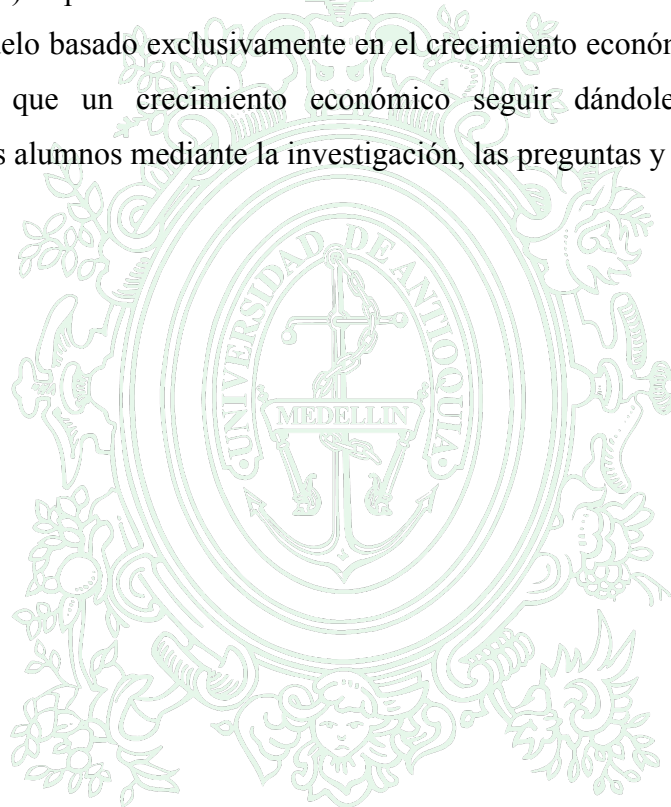 elo basado exclusivamente en el crecimiento económ
que un crecimiento económico seguir dándole
s alumnos mediante la investigación, las preguntas y
UNIVERSIDAD DE ANTIOQUIA
MEDELLIN